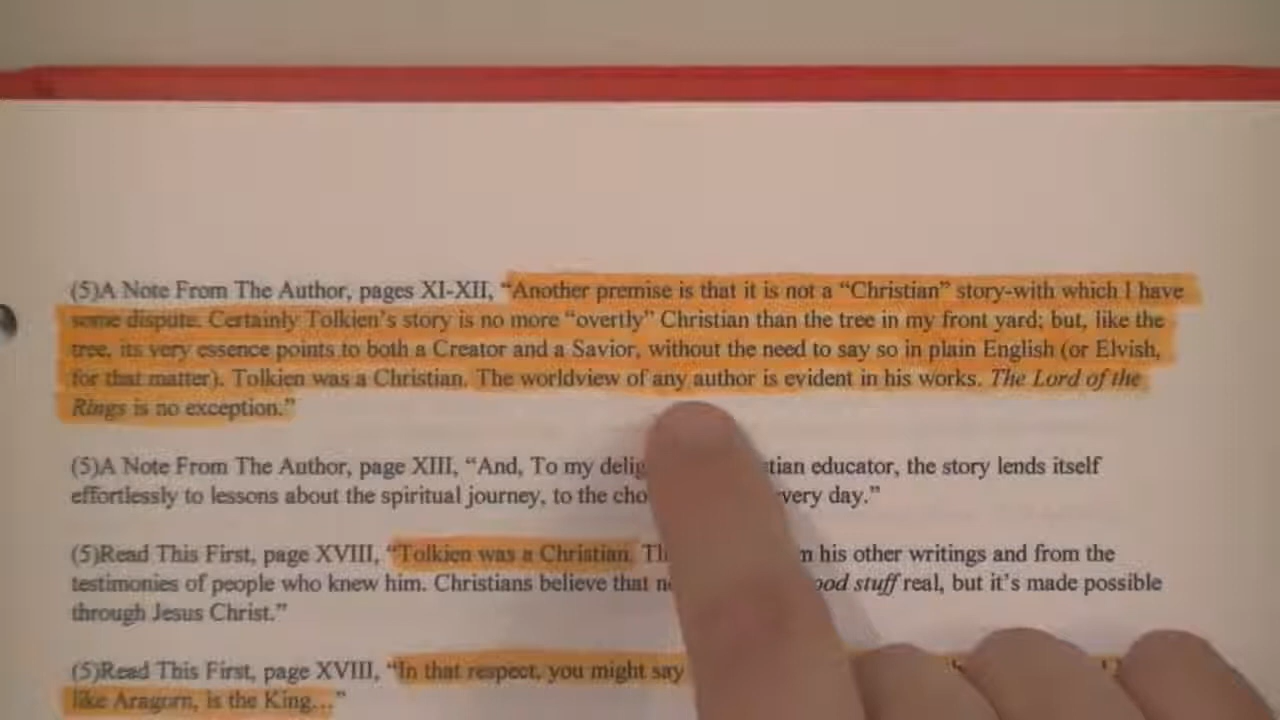 (5)A Note From The Author, pages XI-XII, "Another premise is that it is not a "Christian" story-with which I have
some dispute. Certainly Tolkien's story is no more "overtly" Christian than the tree in my front yard; but, like the
tree, its very essence points to both a Creator and a Savior, without the need to say so in plain English (or Elvish,
for that matter). Tolkien was a Christian. The worldview of any author is evident in his works. The Lord of the
Rings is no exception."
(5)A Note From The Author, page XIII, "And, To my delig tian educator, the story lends itself
effortlessly to lessons about the spiritual journey, to the cho very day."
(5)Read This First, page XVIII, "Tolkien was a Christian. his other writings and from the
testimonies of people who knew him. Christians believe that ood stuff real, but it's made possible
through Jesus Christ."
(5)Read This First, page XVIII, "In that respect, you might say
like Aragorn, is the King..."